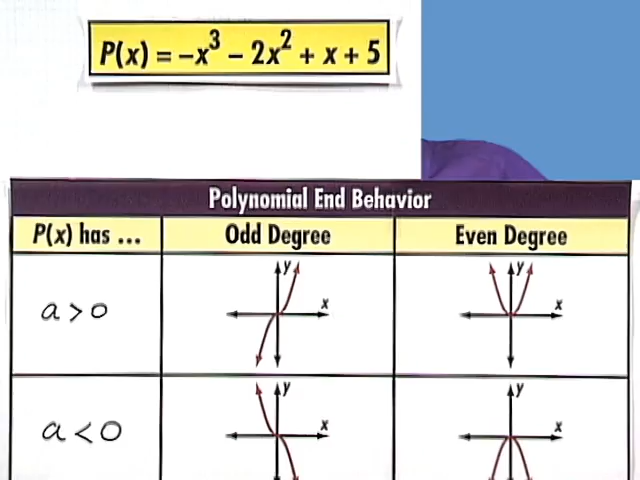 P(x) = –x³ – 2x² + x + 5
Polynomial End Behavior
P(x) has ... Odd Degree Even Degree
y y
a > 0 x x
y y
a < 0 x x